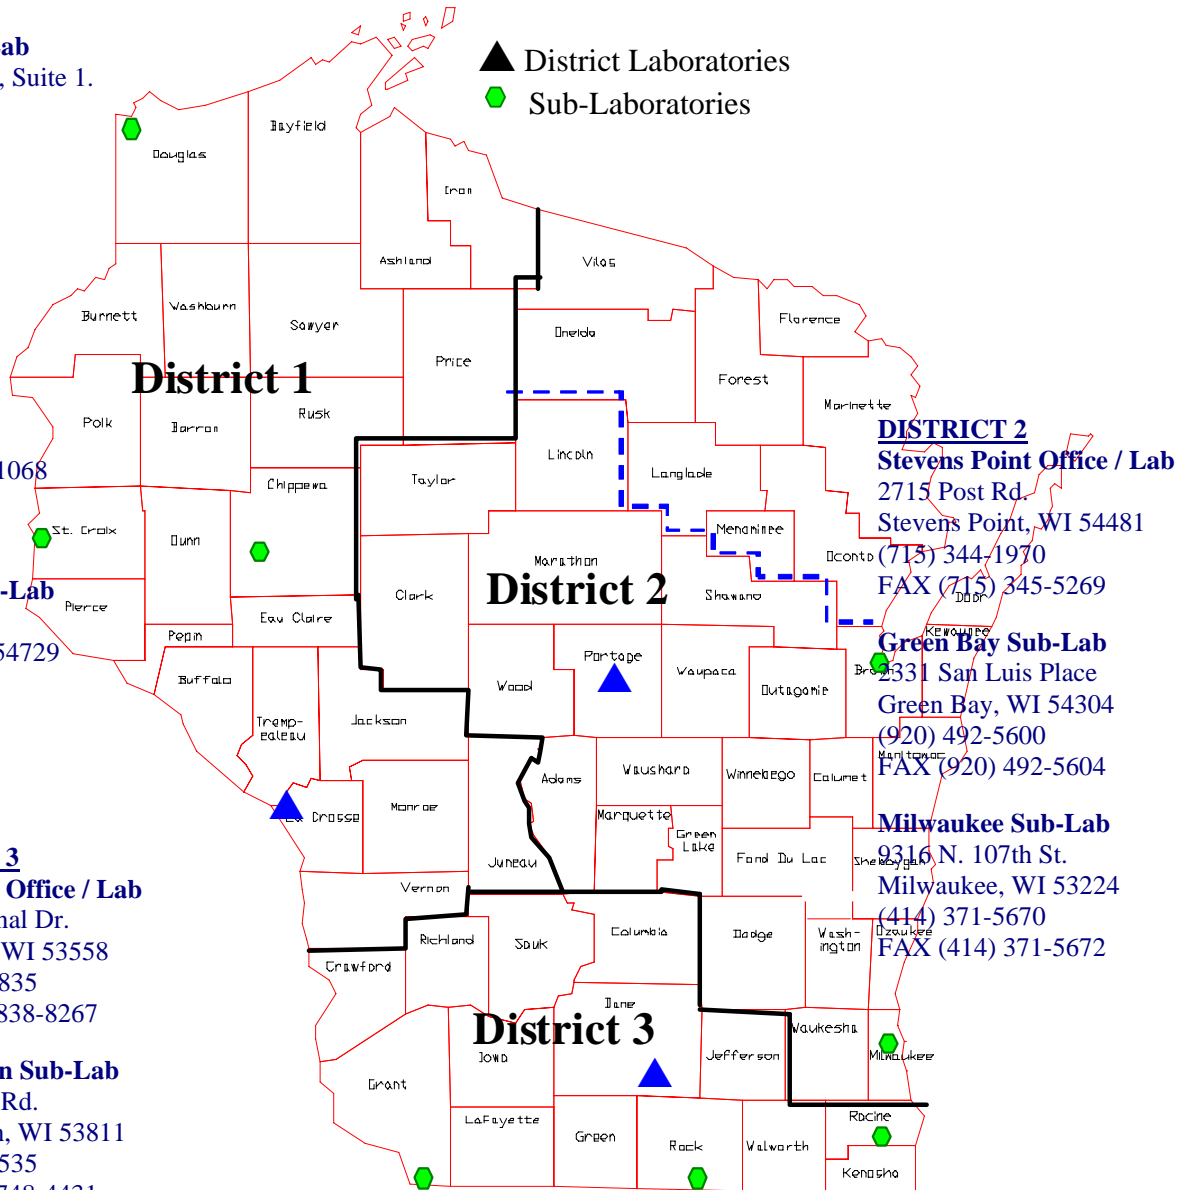 -Lab
, Suite 1.
District Laboratories
Sub-Laboratories
Bayfield
Douglas
Iron
Ashland
Vilas
Washburn
Burnett
Sawyer
Florence
Oneida
Price
Forest
District 1
Marinette
Rusk
Polk
Barron
DISTRICT 2
Stevens Point Office / Lab
2715 Post Rd.
Stevens Point, WI 54481
(715) 344-1970
FAX (715) 345-5269
Lincoln
Langlade
Taylor
Chippewa
1068
St. Croix
Dunn
Menominee
Oconto
Marathon
District 2
Clark
Shawano
-Lab
Pierce
Door
Eau Claire
Kewaunee
Pepin
54729
Green Bay Sub-Lab
2331 San Luis Place
Green Bay, WI 54304
(920) 492-5600
FAX (920) 492-5604
Portage
Waupaca
Brown
Buffalo
Wood
Outagamie
Tremp-
ealeau
Jackson
Manitowoc
Adams
Waushara
Winnebago
Calumet
La Crosse
Monroe
Marquette
Green
Lake
Milwaukee Sub-Lab
9316 N. 107th St.
Milwaukee, WI 53224
(414) 371-5670
FAX (414) 371-5672
Juneau
Fond Du Lac
Sheboygan
Vernon
3
Office / Lab
nal Dr.
WI 53558
835
838-8267
Richland
Sauk
Columbia
Dodge
Wash-
ington
Ozaukee
Crawford
Dane
District 3
Waukesha
Iowa
Jefferson
Milwaukee
n Sub-Lab
Rd.
n, WI 53811
535
748-4431
Grant
LaFayette
Green
Rock
Walworth
Racine
Kenosha